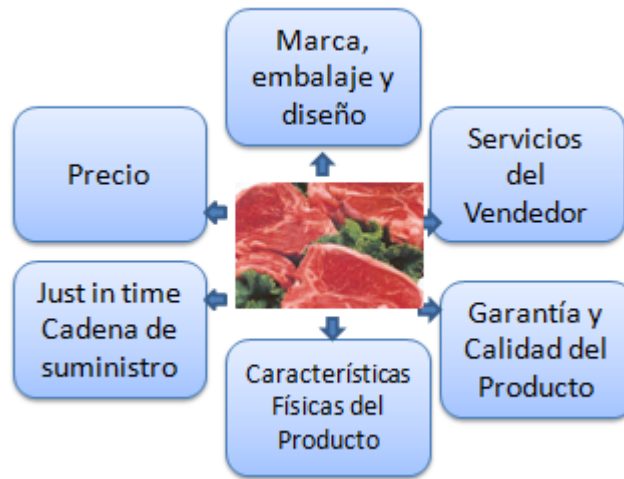 Marca,
embalaje y
diseño
Precio
Servicios
del
Vendedor
Just in time
Cadena de
suministro
Garantía y
Calidad del
Producto
Características
Físicas del
Producto